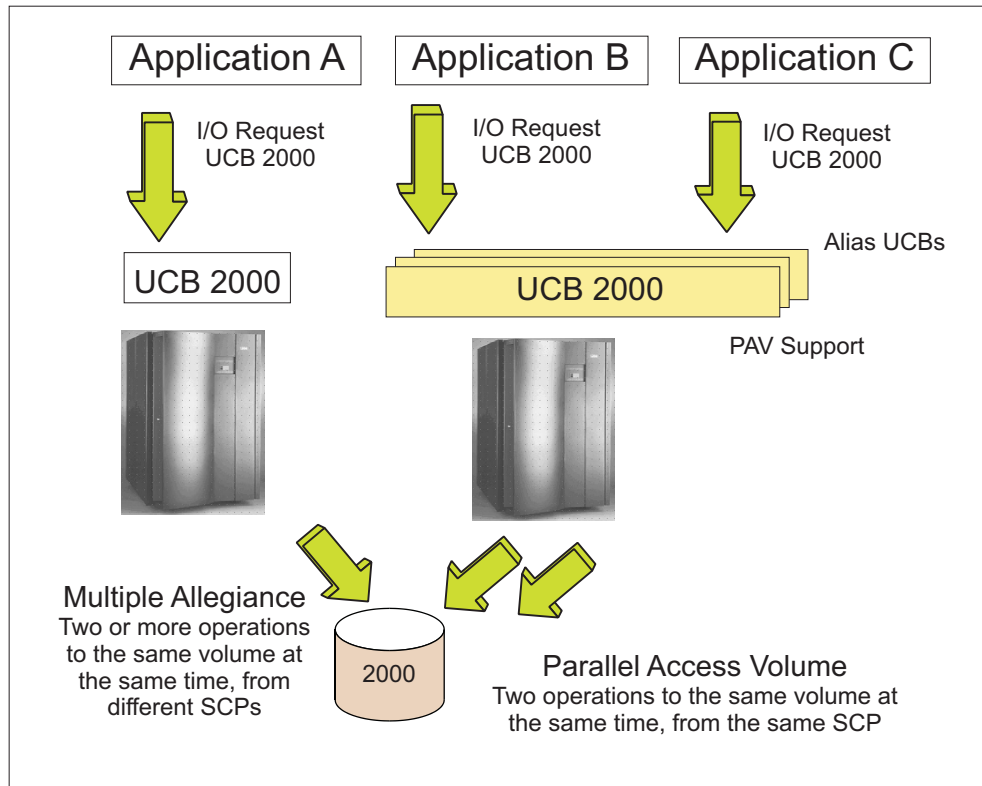 Application A
Application B
Application C
I/O Request
UCB 2000
I/O Request
UCB 2000
I/O Request
UCB 2000
Alias UCBs
UCB 2000
UCB 2000
PAV Support
Multiple Allegiance
Two or more operations
to the same volume at
the same time, from
different SCPs
2000
Parallel Access Volume
Two operations to the same volume at
the same time, from the same SCP